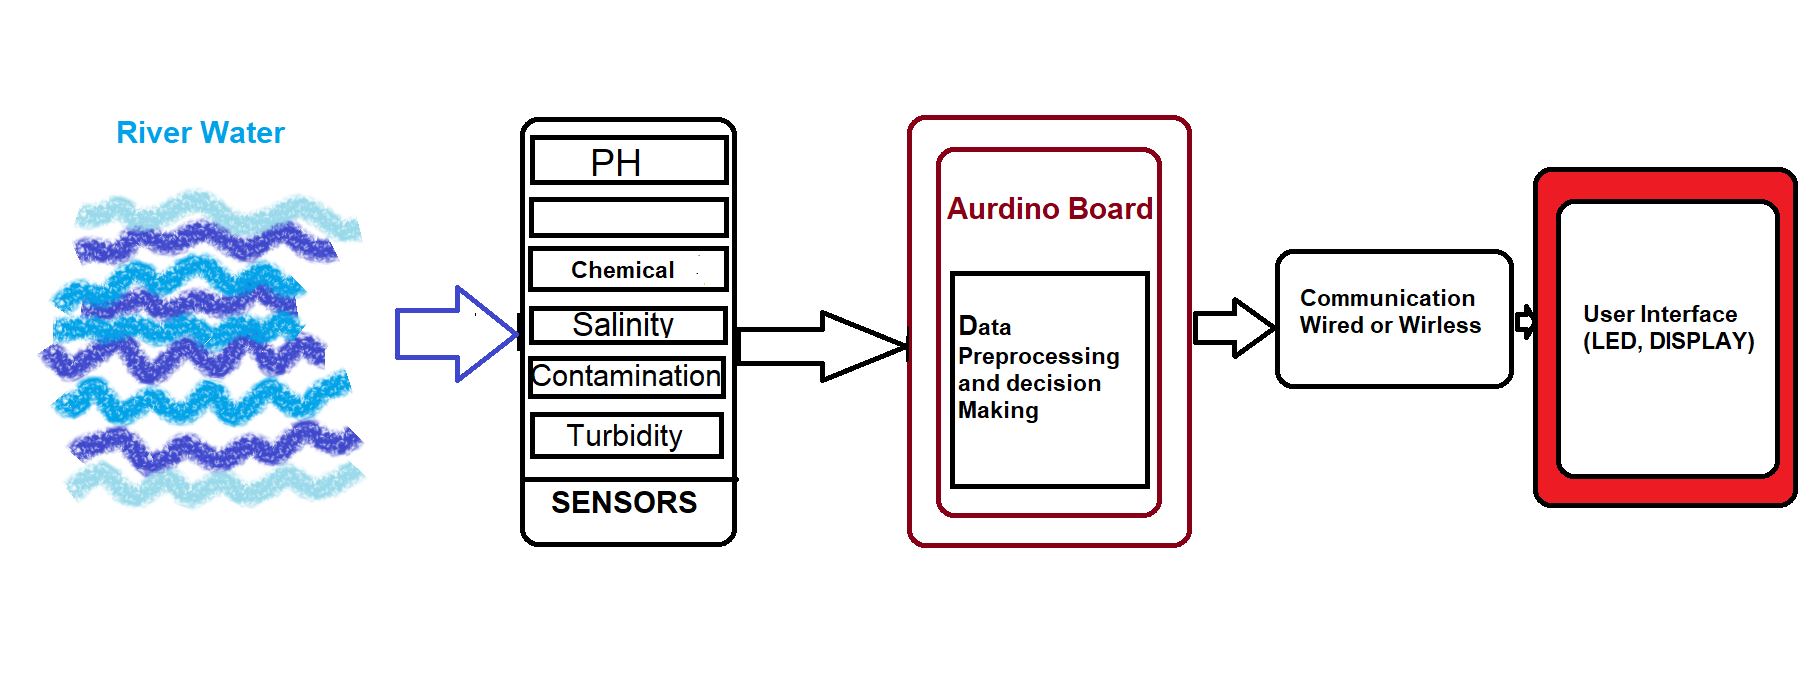 River Water
PH
Chemical
Salinity
Contamination
Turbidity
SENSORS
Aurdino Board
Data
Preprocessing
and decision
Making
Communication
Wired or Wirless
User Interface
(LED, DISPLAY)